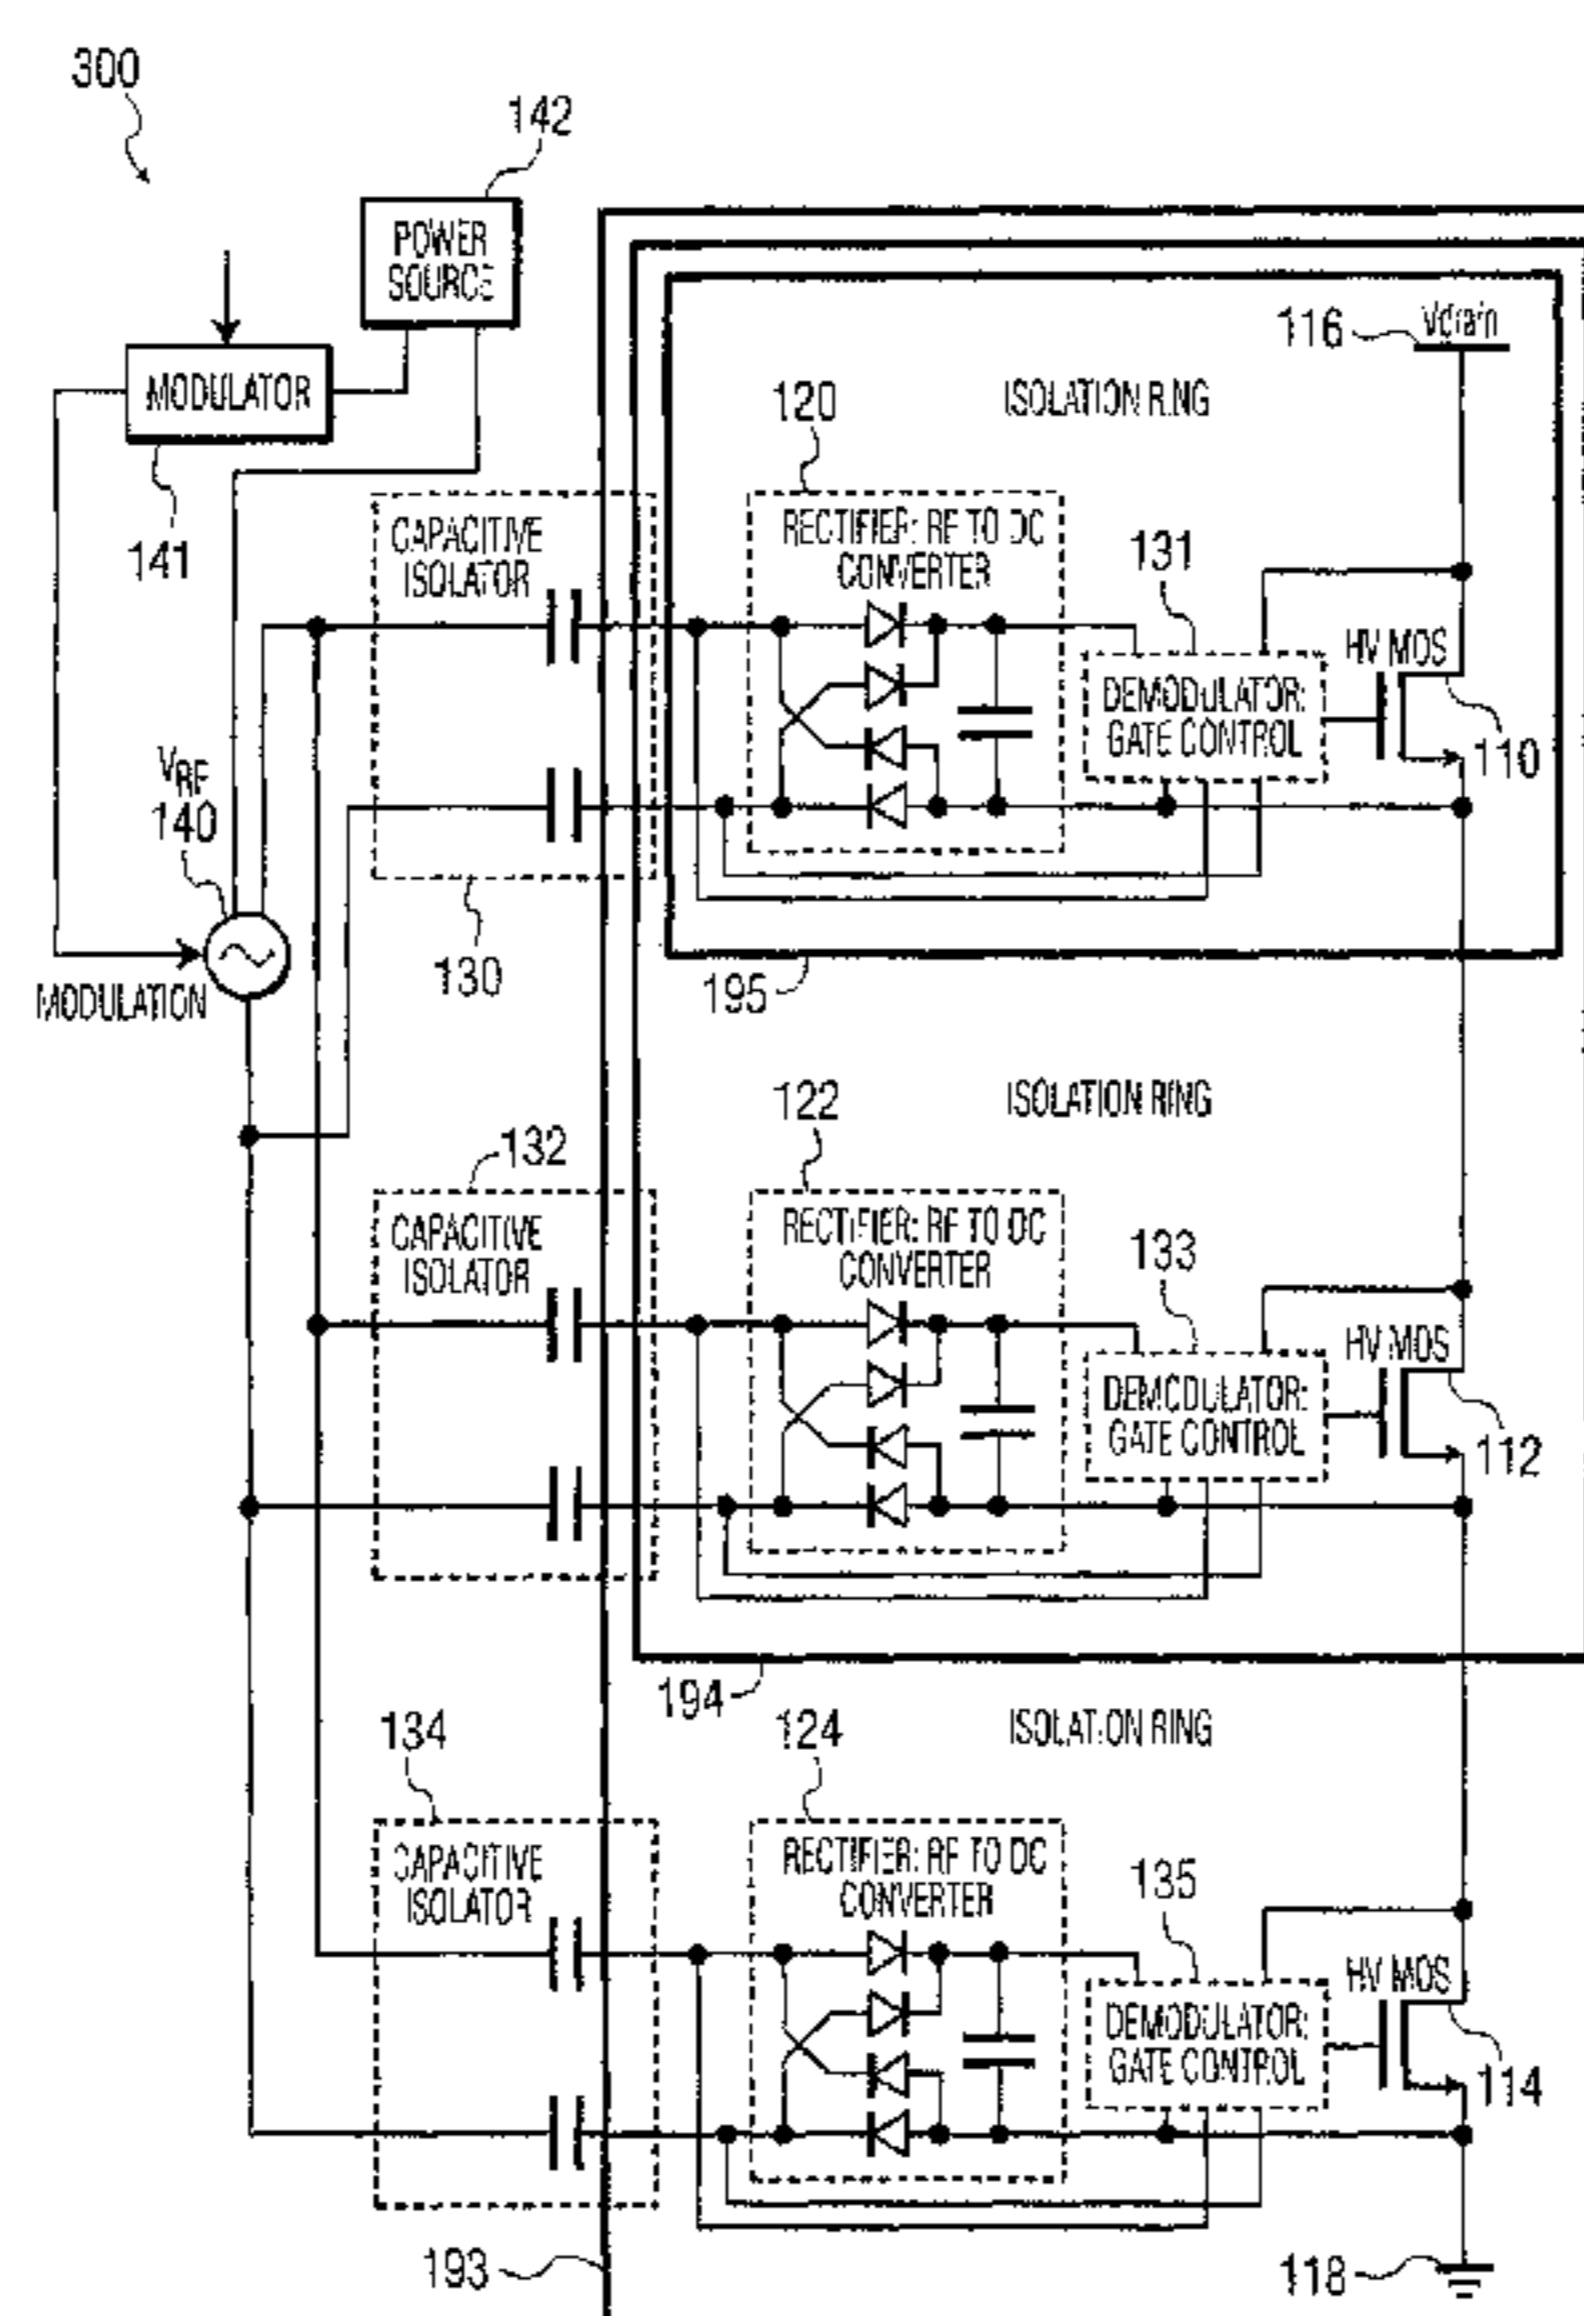 300
142
POWER
SOURCE
116
Vdrain
MODULATOR
141
ISOLATION RING
120
CAPACITIVE
ISOLATOR
RECTIFIER: RF TO DC
CONVERTER
131
HV MOS
DEMODULATOR:
GATE CONTROL
110
VRF
140
MODULATION
130
195
ISOLATION RING
122
132
CAPACITIVE
ISOLATOR
RECTIFIER: RF TO DC
CONVERTER
133
HV MOS
DEMODULATOR:
GATE CONTROL
112
194
ISOLATION RING
134
124
CAPACITIVE
ISOLATOR
RECTIFIER: RF TO DC
CONVERTER
135
HV MOS
DEMODULATOR:
GATE CONTROL
114
193
118